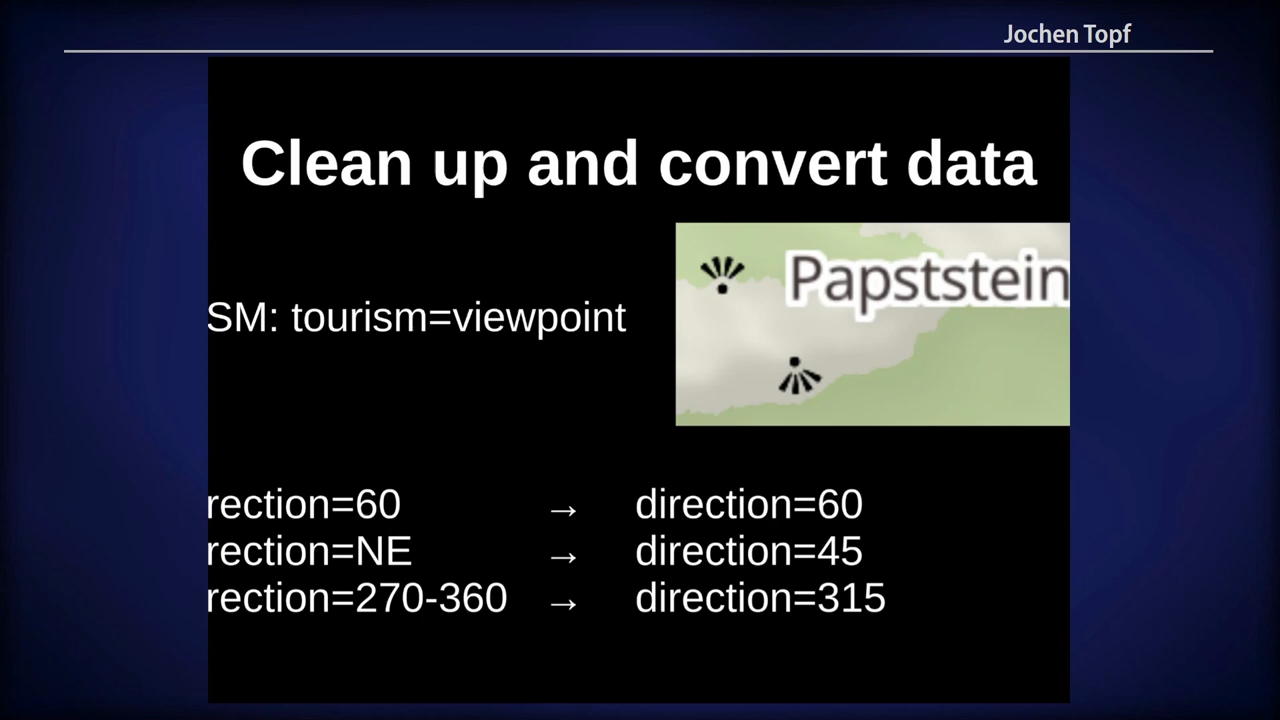 Jochen Topf
Clean up and convert data
Papststein
SM: tourism=viewpoint
rection=60 → direction=60
rection=NE → direction=45
rection=270-360 → direction=315